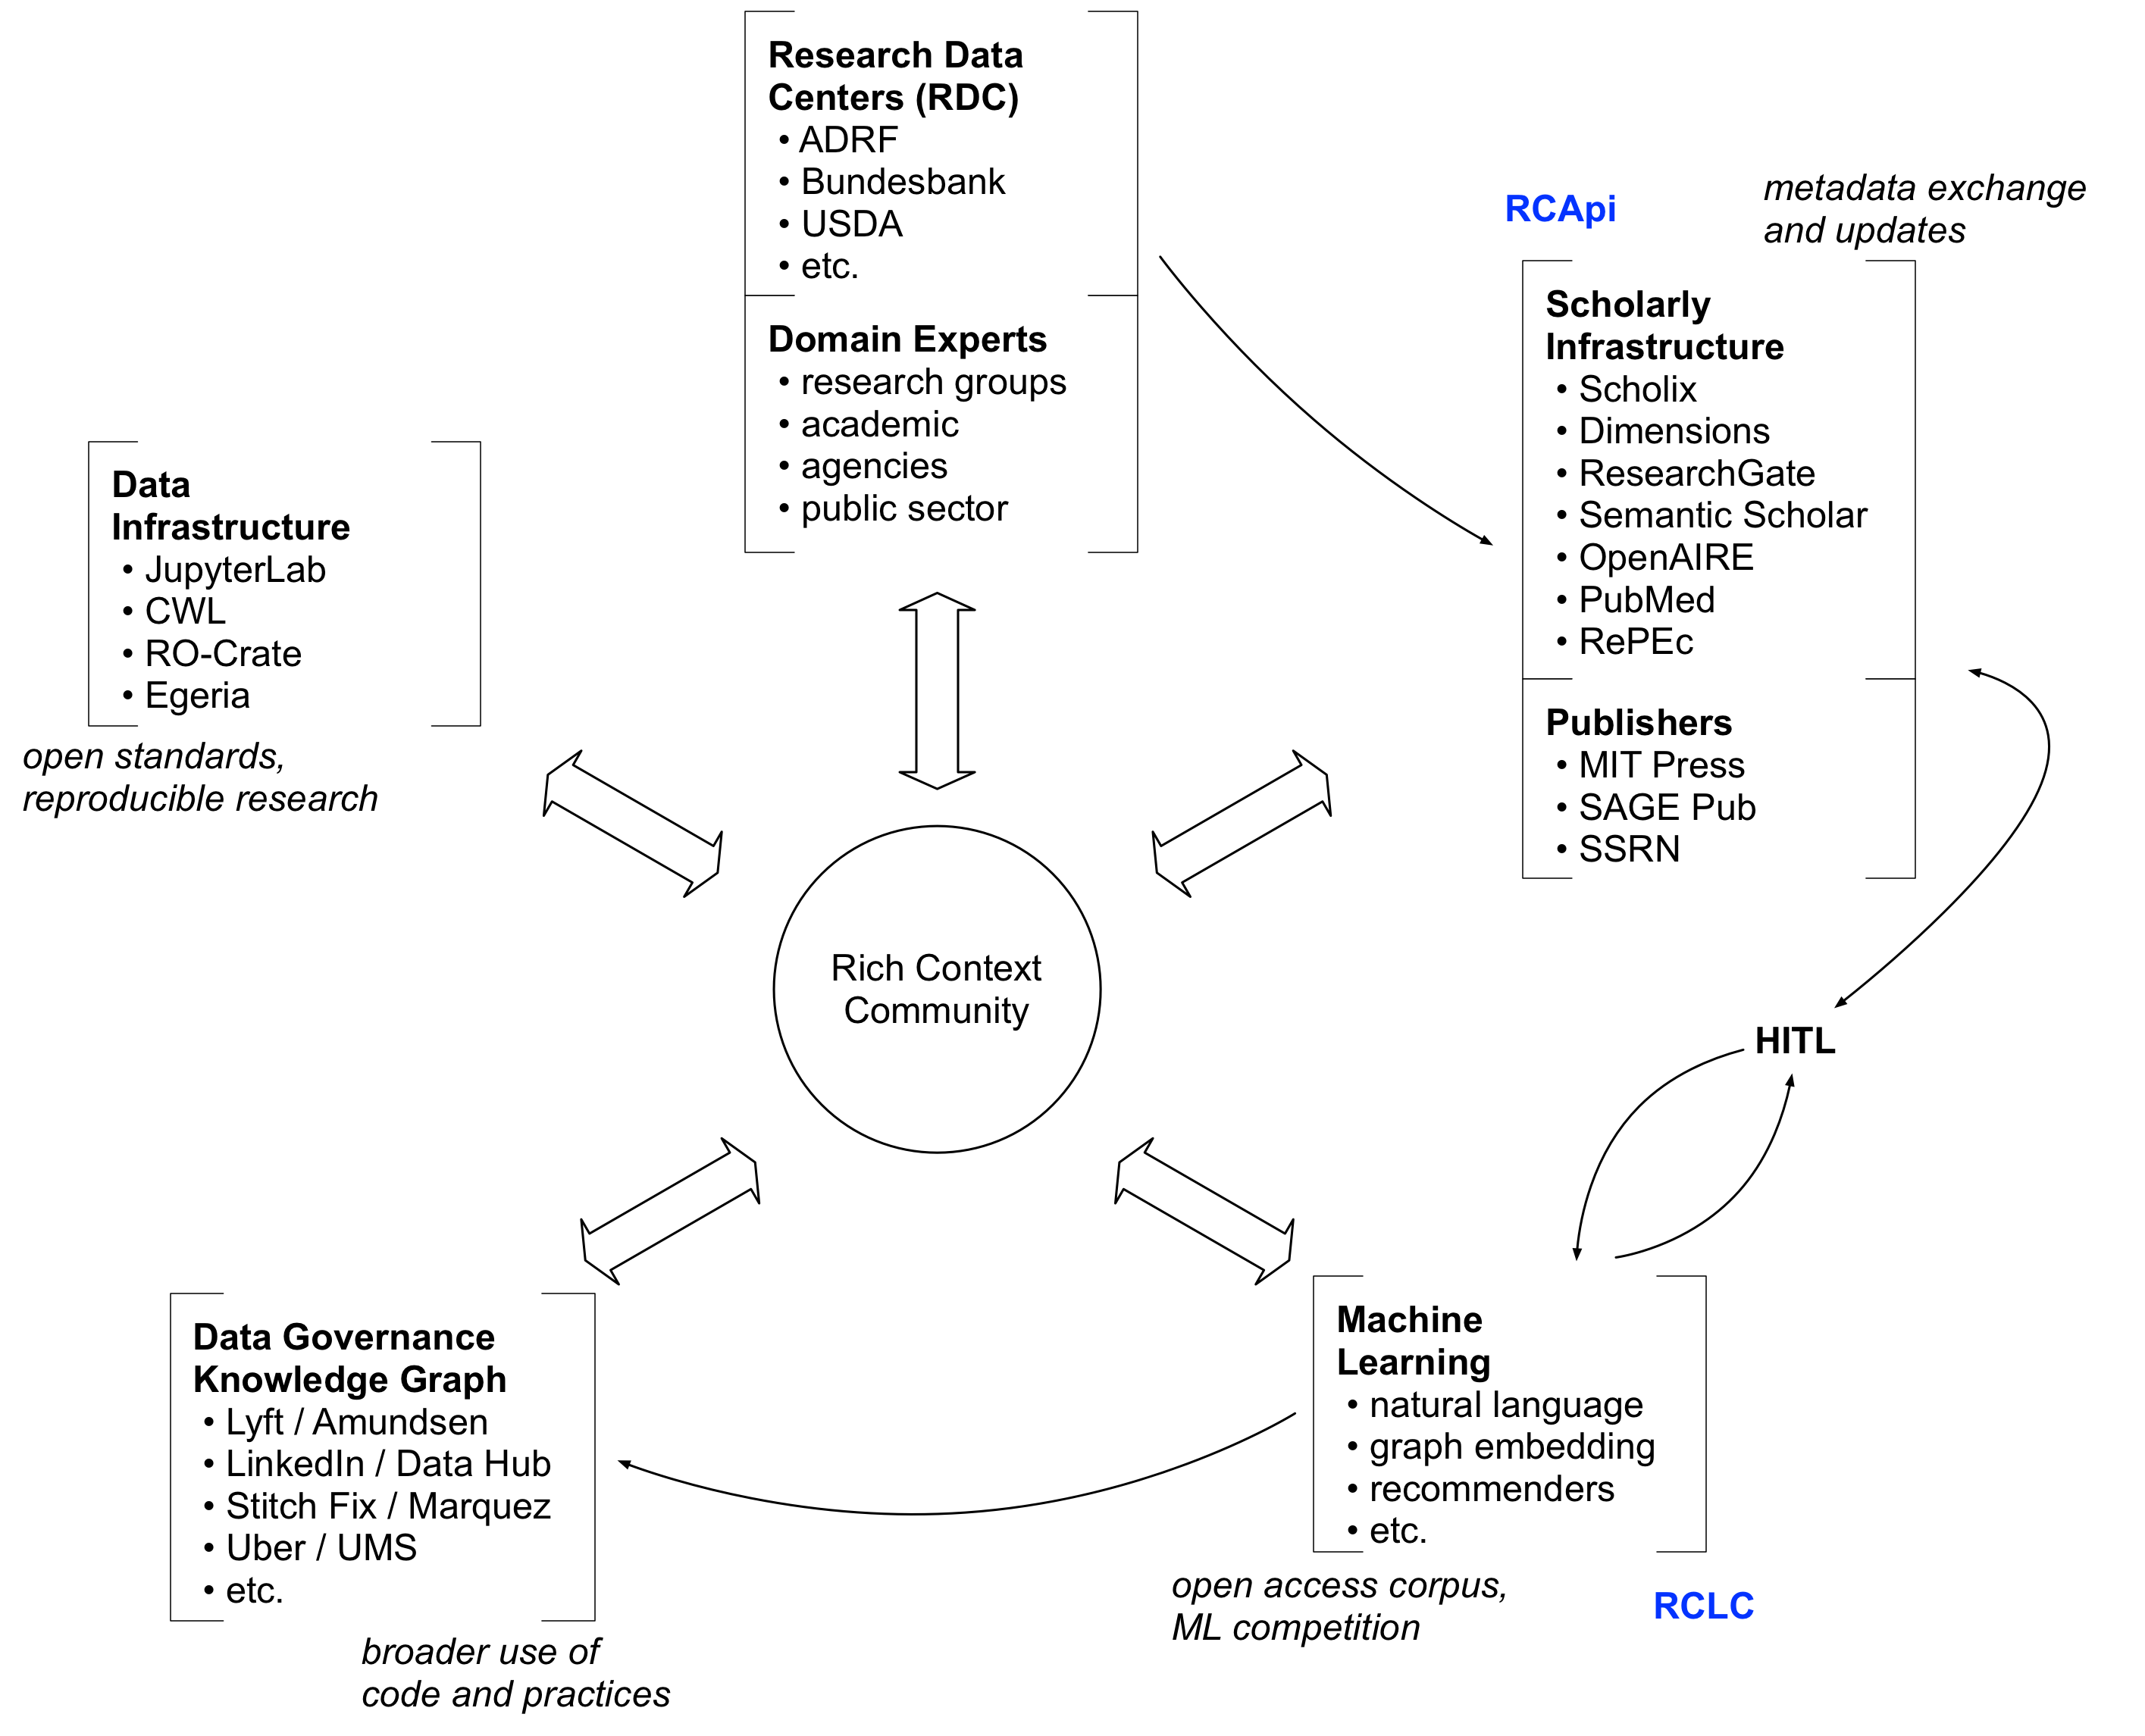 Research Data
Centers (RDC)
• ADRF
• Bundesbank
• USDA
• etc.
Domain Experts
• research groups
• academic
• agencies
• public sector
RCApi
metadata exchange
and updates
Scholarly
Infrastructure
• Scholix
• Dimensions
• ResearchGate
• Semantic Scholar
• OpenAIRE
• PubMed
• RePEc
Publishers
• MIT Press
• SAGE Pub
• SSRN
Data
Infrastructure
• JupyterLab
• CWL
• RO-Crate
• Egeria
open standards,
reproducible research
Rich Context
Community
HITL
Data Governance
Knowledge Graph
• Lyft / Amundsen
• LinkedIn / Data Hub
• Stitch Fix / Marquez
• Uber / UMS
• etc.
broader use of
code and practices
Machine
Learning
• natural language
• graph embedding
• recommenders
• etc.
open access corpus,
ML competition
RCLC